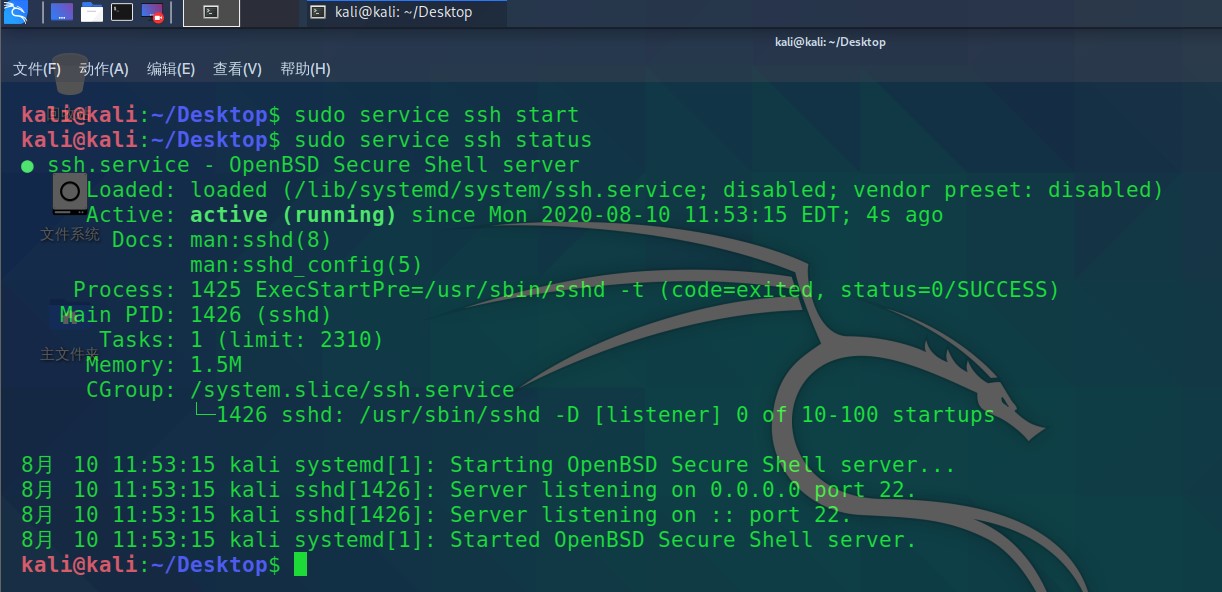 kali@kali: ~/Desktop
kali@kali: ~/Desktop
文件(F) 动作(A) 编辑(E) 查看(V) 帮助(H)
kali@kali:~/Desktop$ sudo service ssh start
kali@kali:~/Desktop$ sudo service ssh status
● ssh.service - OpenBSD Secure Shell server
Loaded: loaded (/lib/systemd/system/ssh.service; disabled; vendor preset: disabled)
Active: active (running) since Mon 2020-08-10 11:53:15 EDT; 4s ago
文件系统
Docs: man:sshd(8)
man:sshd_config(5)
Process: 1425 ExecStartPre=/usr/sbin/sshd -t (code=exited, status=0/SUCCESS)
Main PID: 1426 (sshd)
Tasks: 1 (limit: 2310)
主文件夹
Memory: 1.5M
CGroup: /system.slice/ssh.service
└─1426 sshd: /usr/sbin/sshd -D [listener] 0 of 10-100 startups
8月 10 11:53:15 kali systemd[1]: Starting OpenBSD Secure Shell server...
8月 10 11:53:15 kali sshd[1426]: Server listening on 0.0.0.0 port 22.
8月 10 11:53:15 kali sshd[1426]: Server listening on :: port 22.
8月 10 11:53:15 kali systemd[1]: Started OpenBSD Secure Shell server.
kali@kali:~/Desktop$